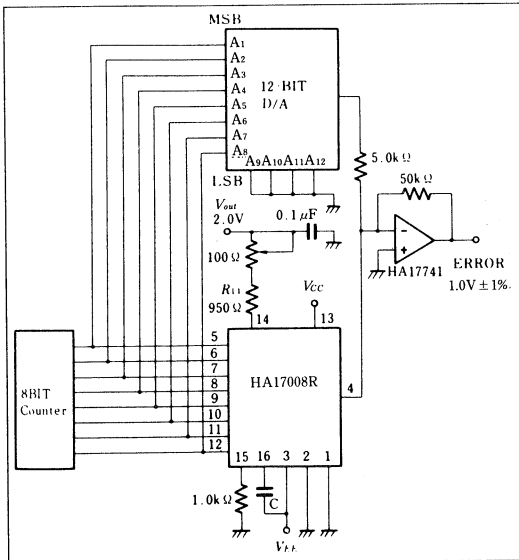 MSB
A1
A2
A3
A4
A5
A6
A7
A8
12-BIT
D/A
A9 A10 A11 A12
LSB
5.0kΩ
50kΩ
Vout
2.0V
0.1μF
100Ω
R11
950Ω
VCC
14
13
-
+
HA17741
ERROR
1.0V ± 1%.
8BIT
Counter
5
6
7
8
9
10
11
12
HA17008R
4
15 16 3 2 1
1.0kΩ
C
VEE